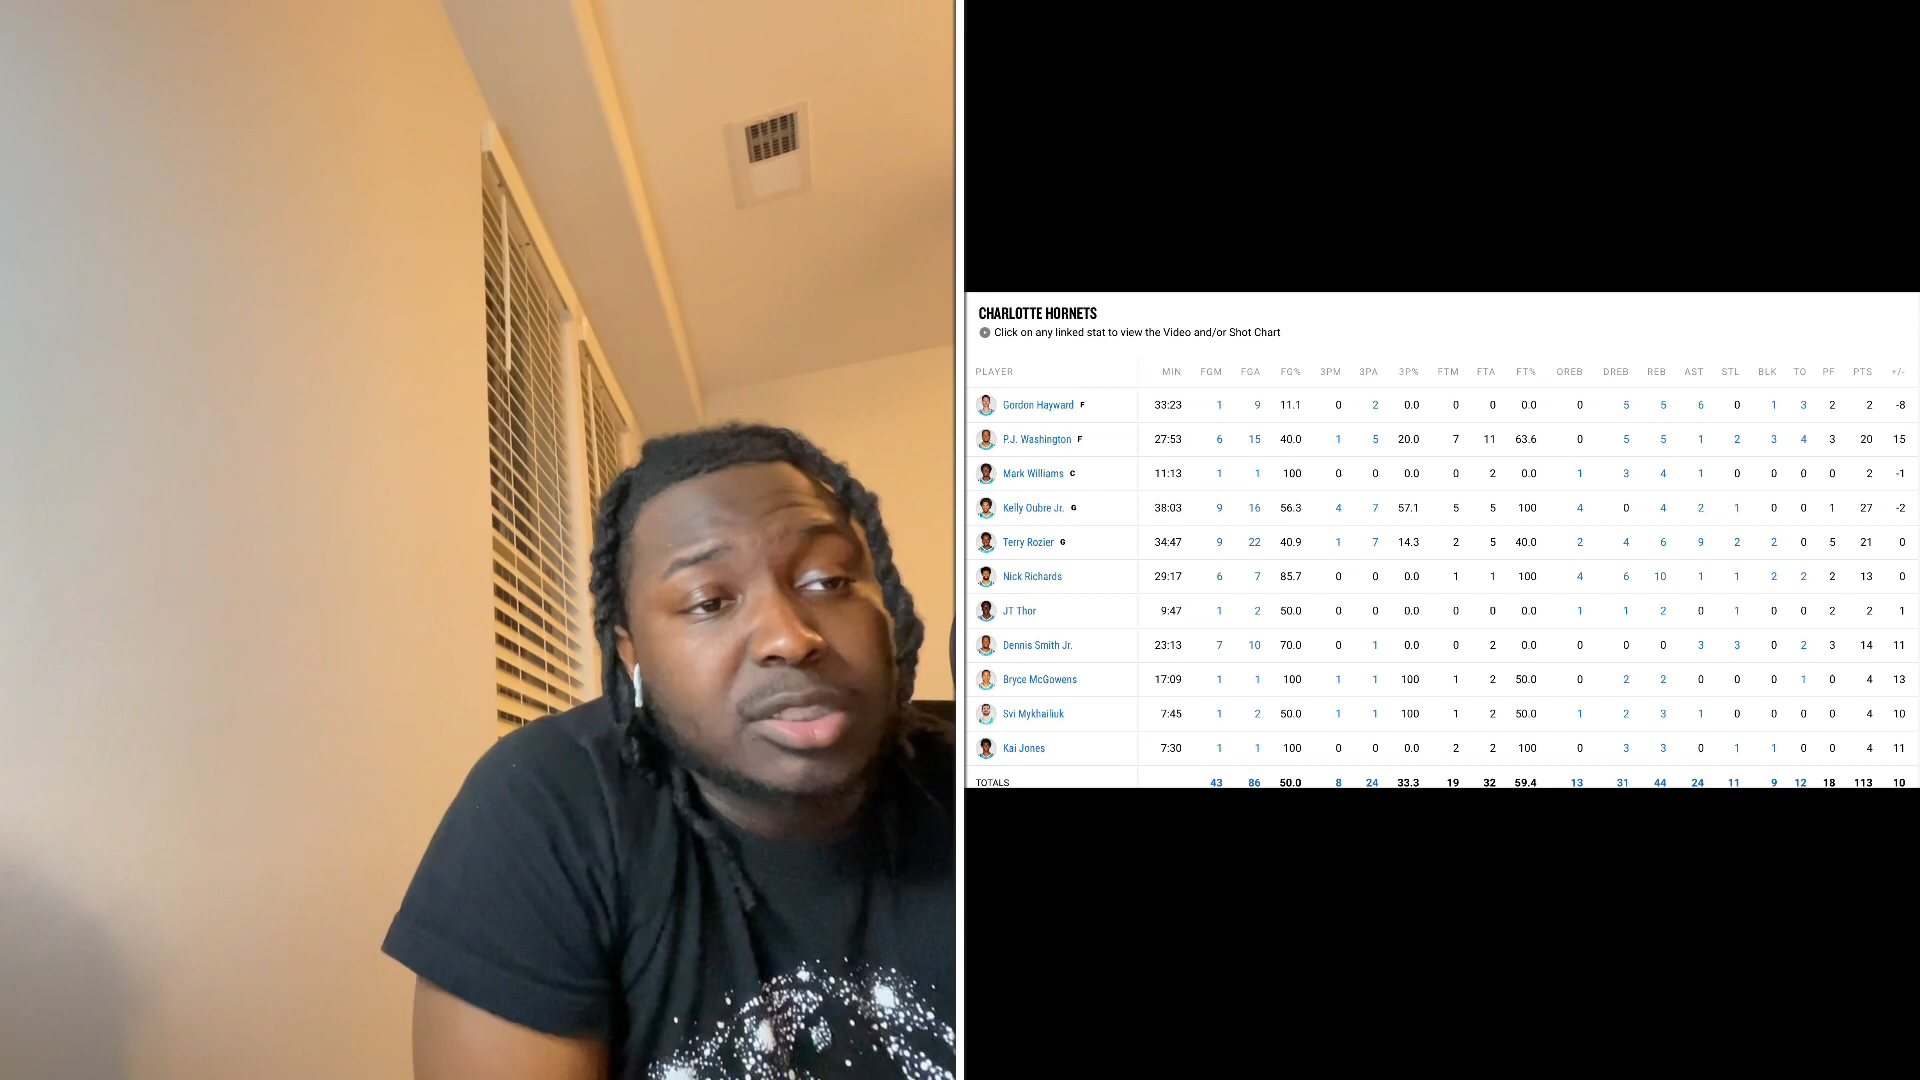 CHARLOTTE HORNETS
Click on any linked stat to view the Video and/or Shot Chart
PLAYER MIN FGM FGA FG% 3PM 3PA 3P% FTM FTA FT% OREB DREB REB AST STL BLK TO PF PTS +/-
Gordon Hayward F 33:23 1 9 11.1 0 2 0.0 0 0 0.0 0 5 5 6 0 1 3 2 2 -8
P.J. Washington F 27:53 6 15 40.0 1 5 20.0 7 11 63.6 0 5 5 1 2 3 4 3 20 15
Mark Williams C 11:13 1 1 100 0 0 0.0 0 2 0.0 1 3 4 1 0 0 0 0 2 -1
Kelly Oubre Jr. G 38:03 9 16 56.3 4 7 57.1 5 5 100 4 0 4 2 1 0 0 1 27 -2
Terry Rozier G 34:47 9 22 40.9 1 7 14.3 2 5 40.0 2 4 6 9 2 2 0 5 21 0
Nick Richards 29:17 6 7 85.7 0 0 0.0 1 1 100 4 6 10 1 1 2 2 2 13 0
JT Thor 9:47 1 2 50.0 0 0 0.0 0 0 0.0 1 1 2 0 1 0 0 2 2 1
Dennis Smith Jr. 23:13 7 10 70.0 0 1 0.0 0 2 0.0 0 0 0 3 3 0 2 3 14 11
Bryce McGowens 17:09 1 1 100 1 1 100 1 2 50.0 0 2 2 0 0 0 1 0 4 13
Svi Mykhailiuk 7:45 1 2 50.0 1 1 100 1 2 50.0 1 2 3 1 0 0 0 0 4 10
Kai Jones 7:30 1 1 100 0 0 0.0 2 2 100 0 3 3 0 1 1 0 0 4 11
TOTALS 43 86 50.0 8 24 33.3 19 32 59.4 13 31 44 24 11 9 12 18 113 10